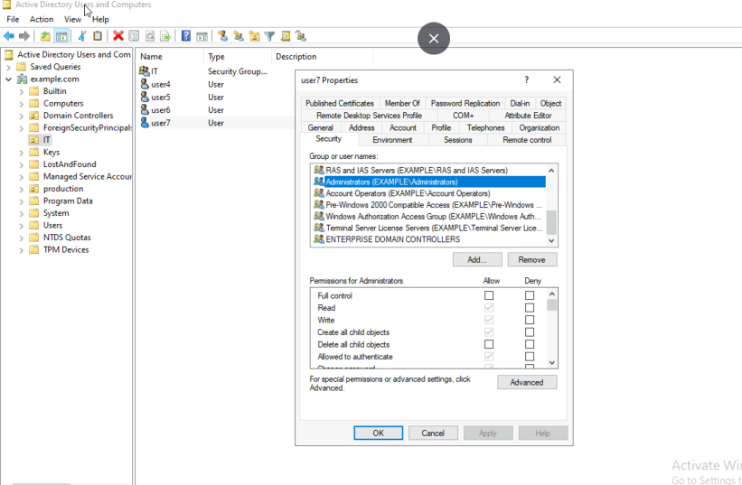 Active Directory Users and Computers
File Action View Help
Active Directory Users and Com
Saved Queries
example.com
Builtin
Computers
Domain Controllers
ForeignSecurityPrincipals
IT
Keys
LostAndFound
Managed Service Accour
production
Program Data
System
Users
NTDS Quotas
TPM Devices
Name Type Description
IT Security Group...
user4 User
user5 User
user6 User
user7 User
user7 Properties
Published Certificates Member Of Password Replication Dial-in Object
Remote Desktop Services Profile COM+ Attribute Editor
General Address Account Profile Telephones Organization
Security Environment Sessions Remote control
Group or user names:
RAS and IAS Servers (EXAMPLE\RAS and IAS Servers)
Administrators (EXAMPLE\Administrators)
Account Operators (EXAMPLE\Account Operators)
Pre-Windows 2000 Compatible Access (EXAMPLE\Pre-Windows ...
Windows Authorization Access Group (EXAMPLE\Windows Auth...
Terminal Server License Servers (EXAMPLE\Terminal Server Lice...
ENTERPRISE DOMAIN CONTROLLERS
Add... Remove
Permissions for Administrators Allow Deny
Full control
Read
Write
Create all child objects
Delete all child objects
Allowed to authenticate
Change password
For special permissions or advanced settings, click
Advanced.
Advanced
OK Cancel Apply Help
Activate Win
Go to Settings t